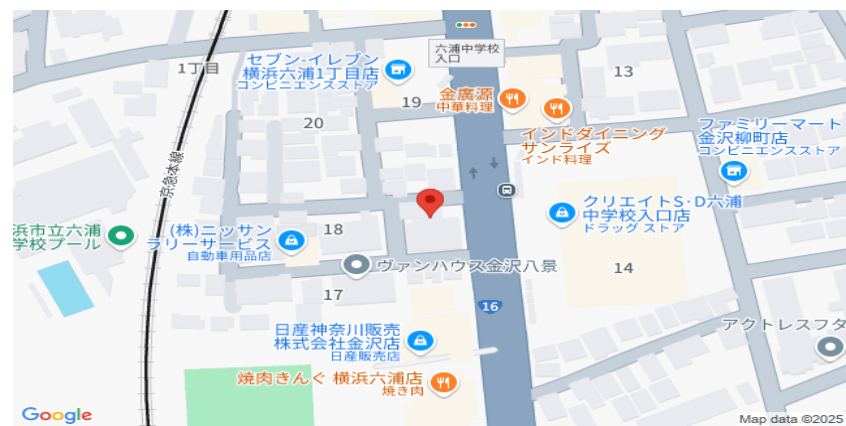 六浦中学校
入口
セブン-イレブン
横浜六浦1丁目店
コンビニエンスストア
1丁目
13
19
金廣源
中華料理
20
インドダイニング
サンライズ
インド料理
ファミリーマート
金沢柳町店
コンビニエンスストア
京急本線
クリエイトS・D六浦
中学校入口店
ドラッグ ストア
浜市立六浦
学校プール
(株)ニッサン
ラリーサービス
自動車用品店
18
ヴァンハウス金沢八景
14
17
16
日産神奈川販売
株式会社金沢店
日産販売店
アクトレスフタ
焼肉きんぐ 横浜六浦店
焼き肉
Google
Map data ©2025